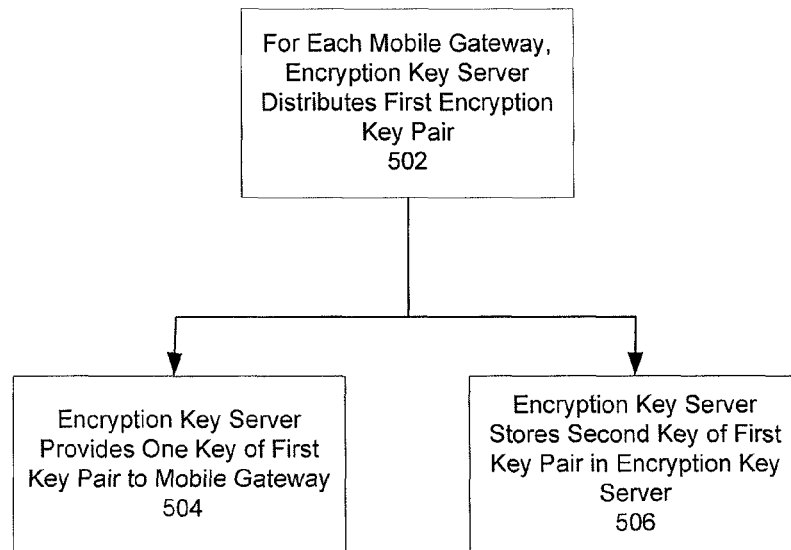 For Each Mobile Gateway,
Encryption Key Server
Distributes First Encryption
Key Pair
502
Encryption Key Server
Provides One Key of First
Key Pair to Mobile Gateway
504
Encryption Key Server
Stores Second Key of First
Key Pair in Encryption Key
Server
506